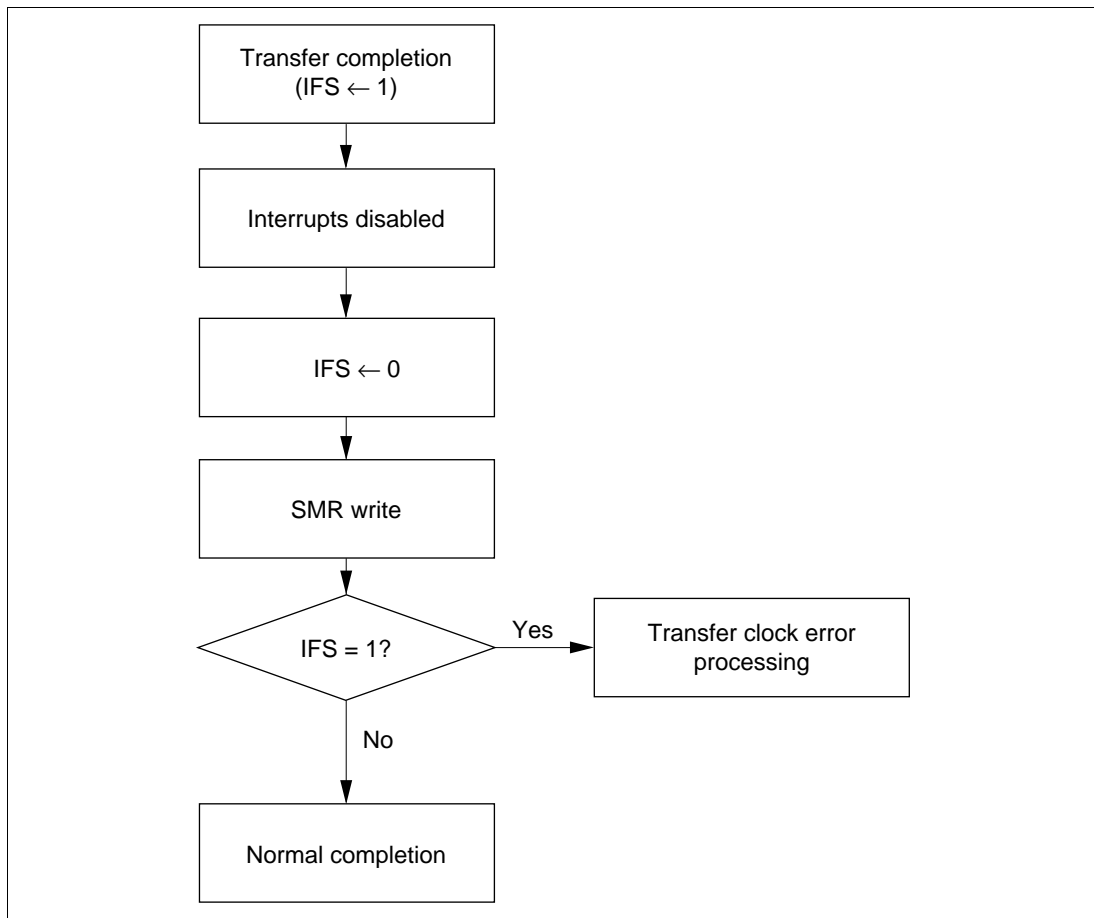 Transfer completion
(IFS ← 1)
Interrupts disabled
IFS ← 0
SMR write
IFS = 1?
Yes
Transfer clock error
processing
No
Normal completion